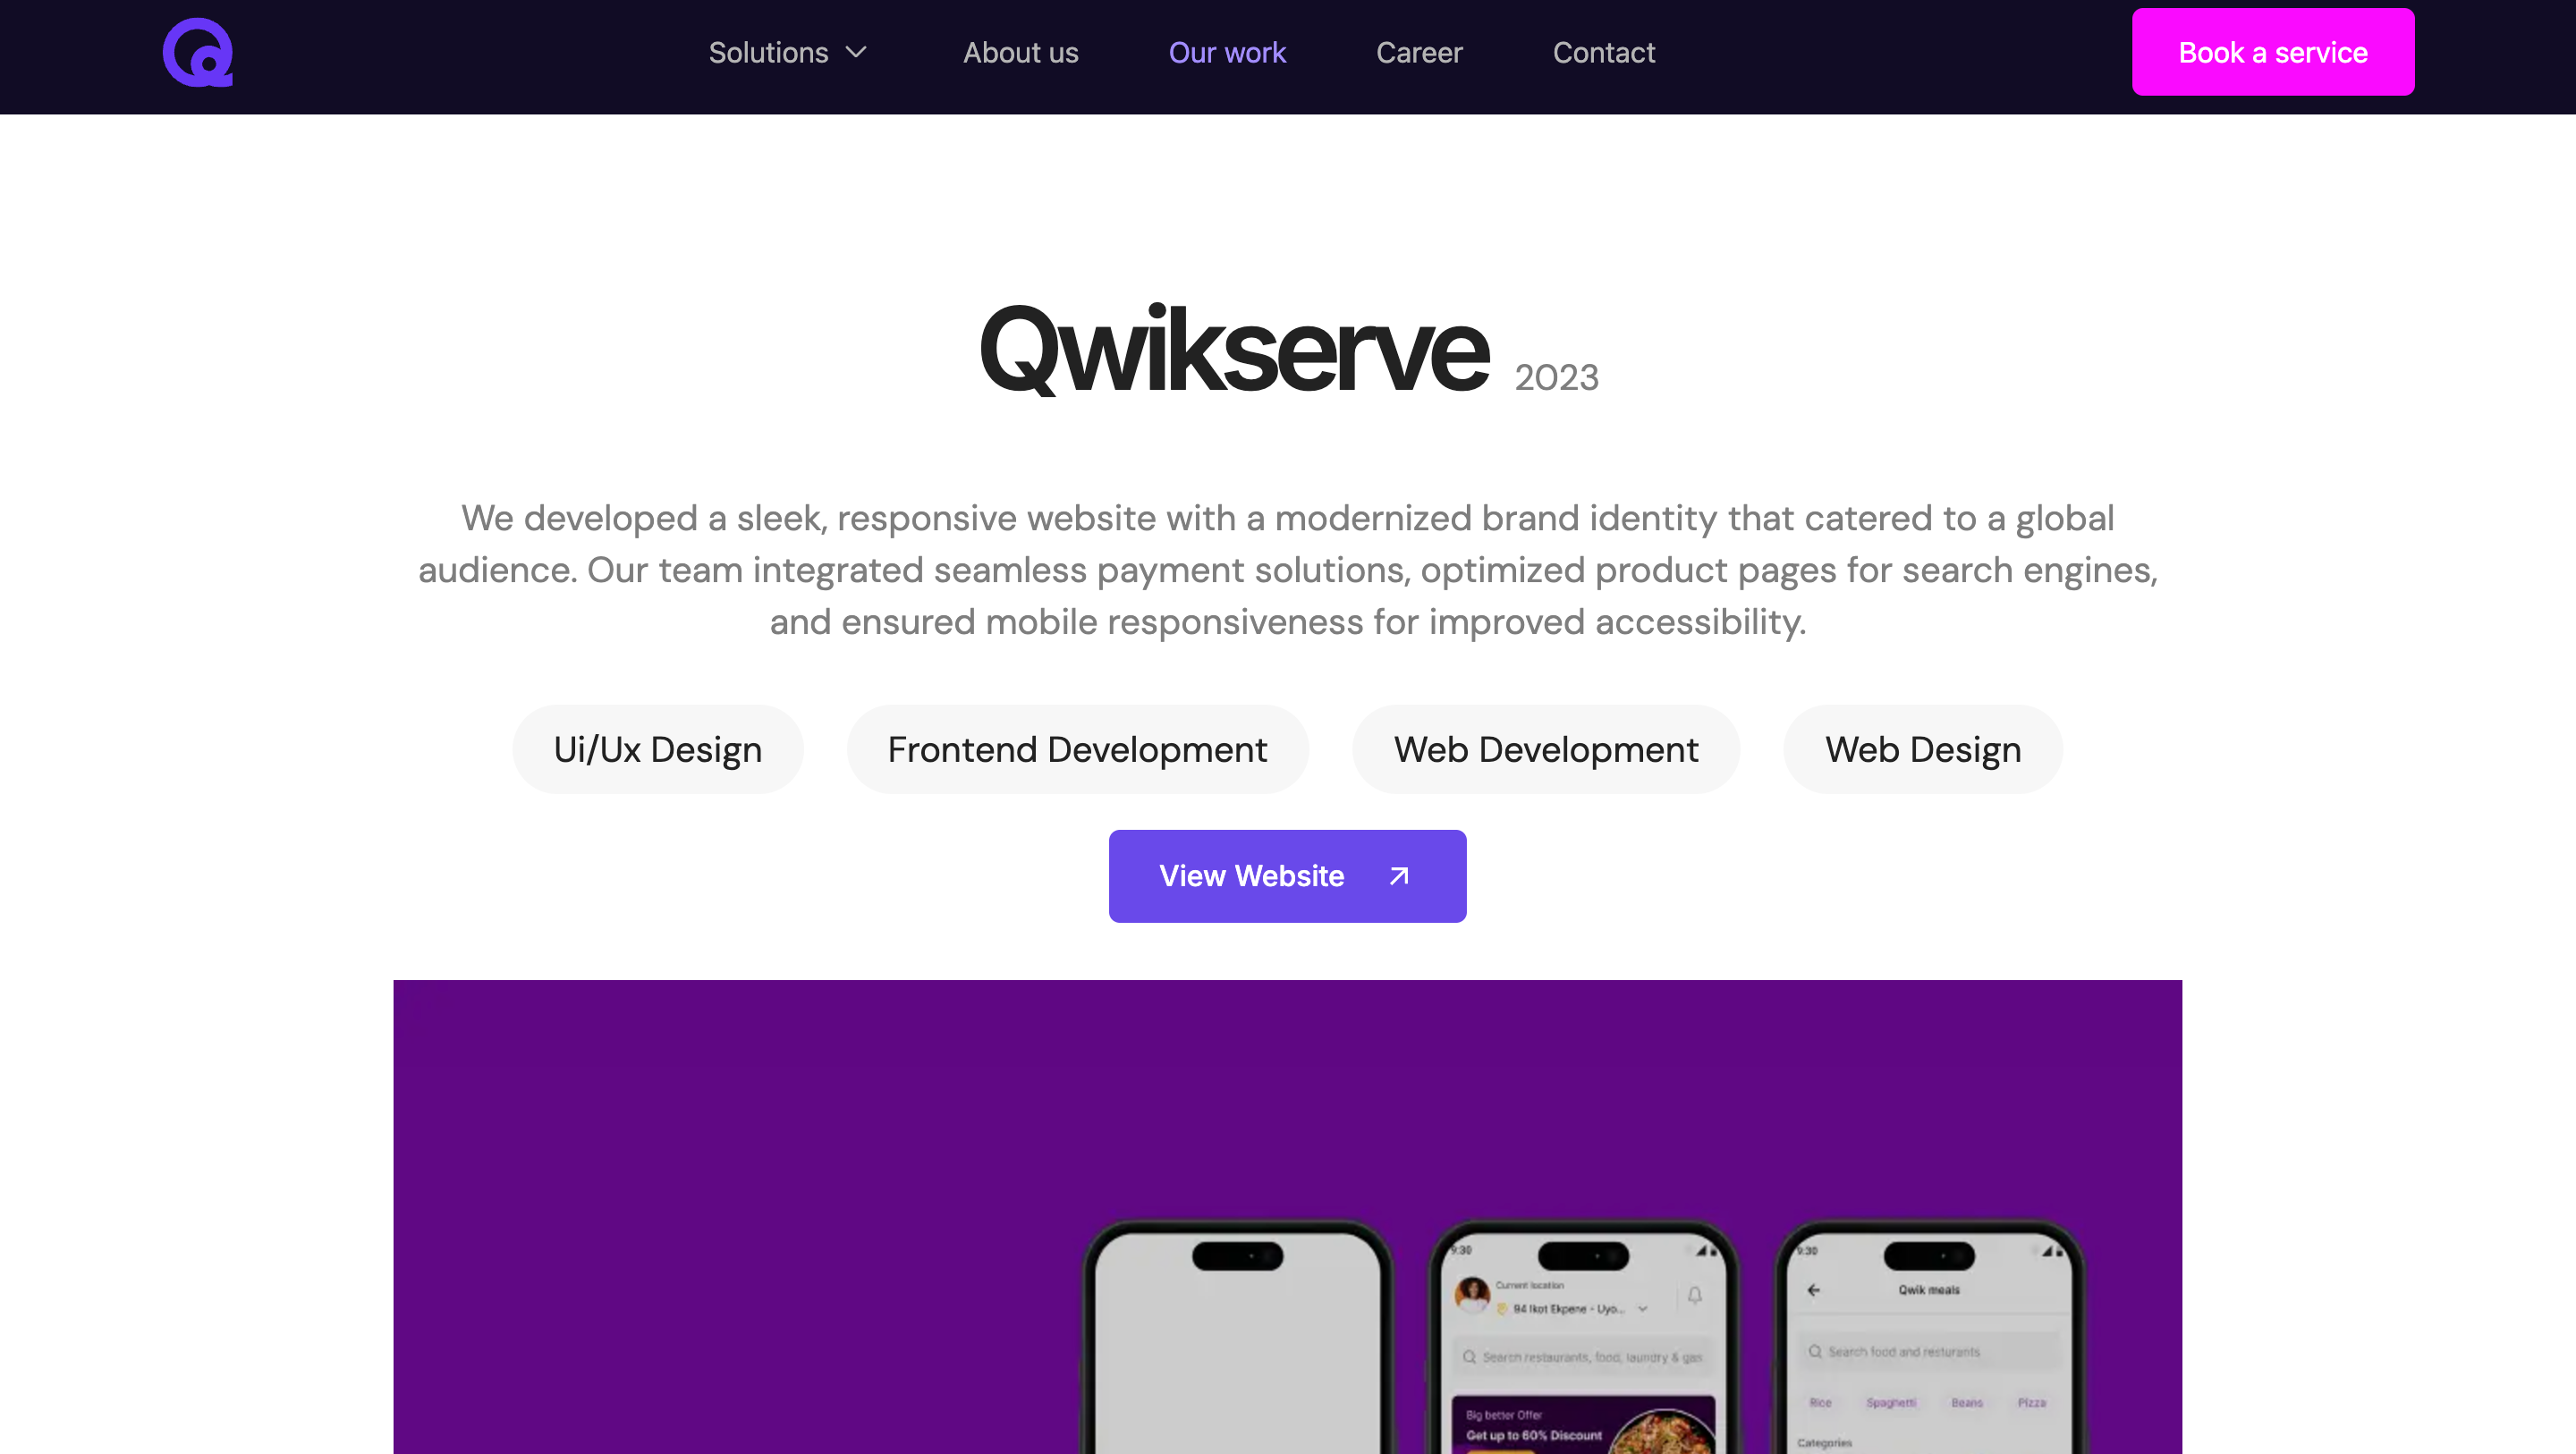 Solutions
About us
Our work
Career
Contact
Book a service
Qwikserve 2023
We developed a sleek, responsive website with a modernized brand identity that catered to a global
audience. Our team integrated seamless payment solutions, optimized product pages for search engines,
and ensured mobile responsiveness for improved accessibility.
Ui/Ux Design
Frontend Development
Web Development
Web Design
View Website
9:30
Current location
94 Ikot Ekpene - Uyo...
Search restaurants, food, laundry & gas
Big better Offer
Get up to 60% Discount
9:30
Qwik meals
Search food and resturants
Rice
Spaghetti
Beans
Pizza
Categories